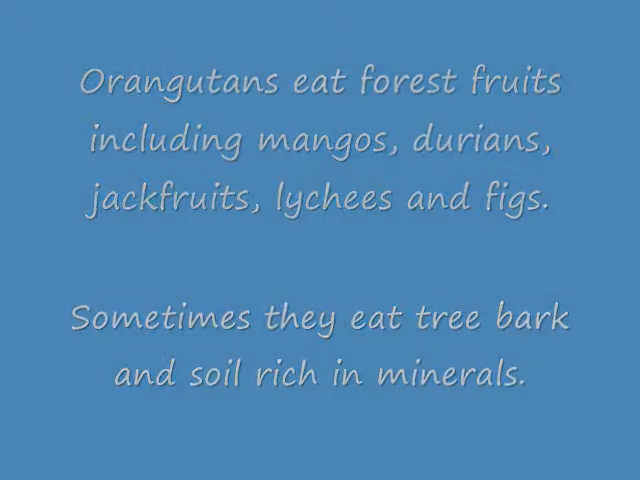 Orangutans eat forest fruits
including mangos, durians,
jackfruits, lychees and figs.
Sometimes they eat tree bark
and soil rich in minerals.